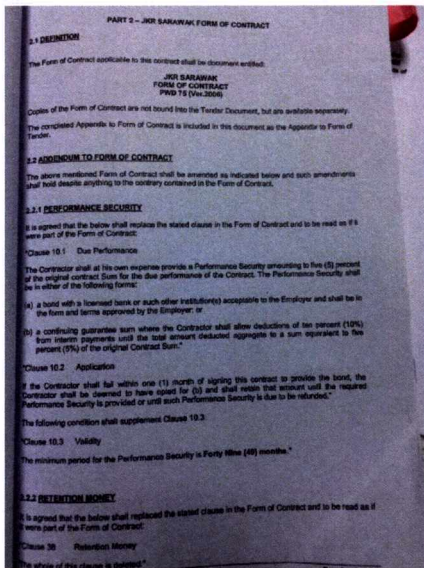 PART 2 – JKR SARAWAK FORM OF CONTRACT
2.1 DEFINITION
The Form of Contract applicable to this contract shall be document entitled:
JKR SARAWAK
FORM OF CONTRACT
PWD 75 (Ver.2006)
Copies of the Form of Contract are not bound into the Tender Document, but are available separately.
The completed Appendix to Form of Contract is included in this document as the Appendix to Form of
Tender.
2.2 ADDENDUM TO FORM OF CONTRACT
The above mentioned Form of Contract shall be amended as indicated below and such amendments
shall hold despite anything to the contrary contained in the Form of Contract.
2.2.1 PERFORMANCE SECURITY
It is agreed that the below shall replace the stated clause in the Form of Contract and to be read as if it
were part of the Form of Contract:
"Clause 10.1 Due Performance
The Contractor shall at his own expense provide a Performance Security amounting to five (5) percent
of the original contract Sum for the due performance of the Contract. The Performance Security shall
be in either of the following forms:
(a) a bond with a licensed bank or such other institution(s) acceptable to the Employer and shall be in
the form and terms approved by the Employer; or
(b) a continuing guarantee sum where the Contractor shall allow deductions of ten percent (10%)
from interim payments until the total amount deducted aggregate to a sum equivalent to five
percent (5%) of the original Contract Sum."
"Clause 10.2 Application
If the Contractor shall fail within one (1) month of signing this contract to provide the bond, the
Contractor shall be deemed to have opted for (b) and shall retain that amount until the required
Performance Security is provided or until such Performance Security is due to be refunded."
The following condition shall supplement Clause 10.3:
"Clause 10.3 Validity
The minimum period for the Performance Security is Forty Nine (49) months."
2.2.2 RETENTION MONEY
It is agreed that the below shall replaced the stated clause in the Form of Contract and to be read as if
it were part of the Form of Contract:
"Clause 38 Retention Money
The whole of this clause is deleted."